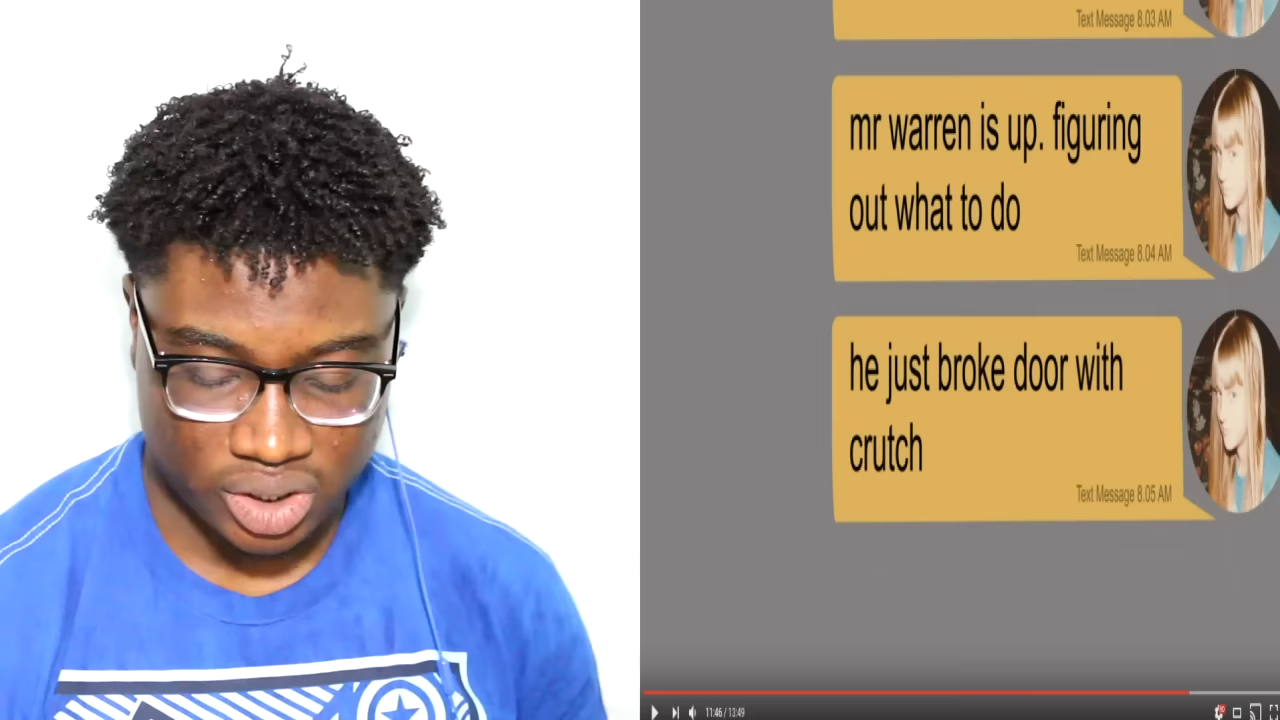 Text Message 8.03 AM
mr warren is up. figuring
out what to do
Text Message 8.04 AM
he just broke door with
crutch
Text Message 8.05 AM
11:46 / 13:49